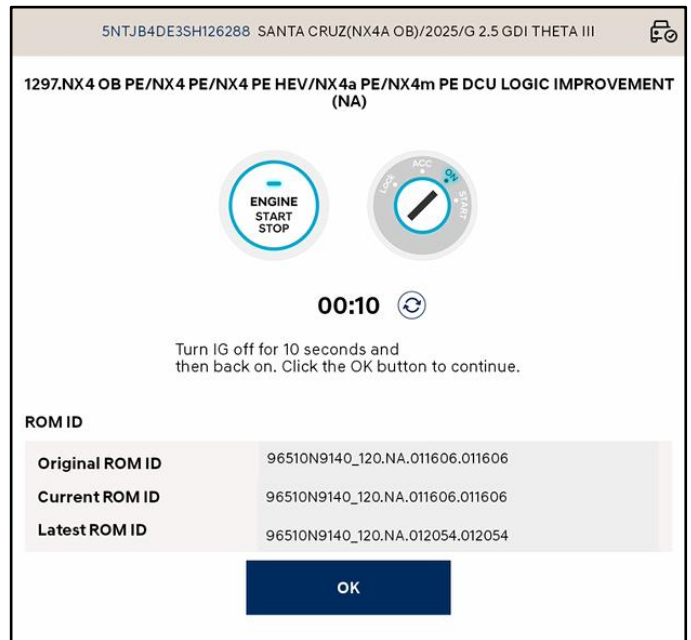 5NTJB4DE3SH126288 SANTA CRUZ(NX4A OB)/2025/G 2.5 GDI THETA III
1297.NX4 OB PE/NX4 PE/NX4 PE HEV/NX4a PE/NX4m PE DCU LOGIC IMPROVEMENT
(NA)
ENGINE
START
STOP
LOCK
ACC
ON
START
00:10
Turn IG off for 10 seconds and
then back on. Click the OK button to continue.
ROM ID
Original ROM ID 96510N9140_120.NA.011606.011606
Current ROM ID 96510N9140_120.NA.011606.011606
Latest ROM ID 96510N9140_120.NA.012054.012054
OK